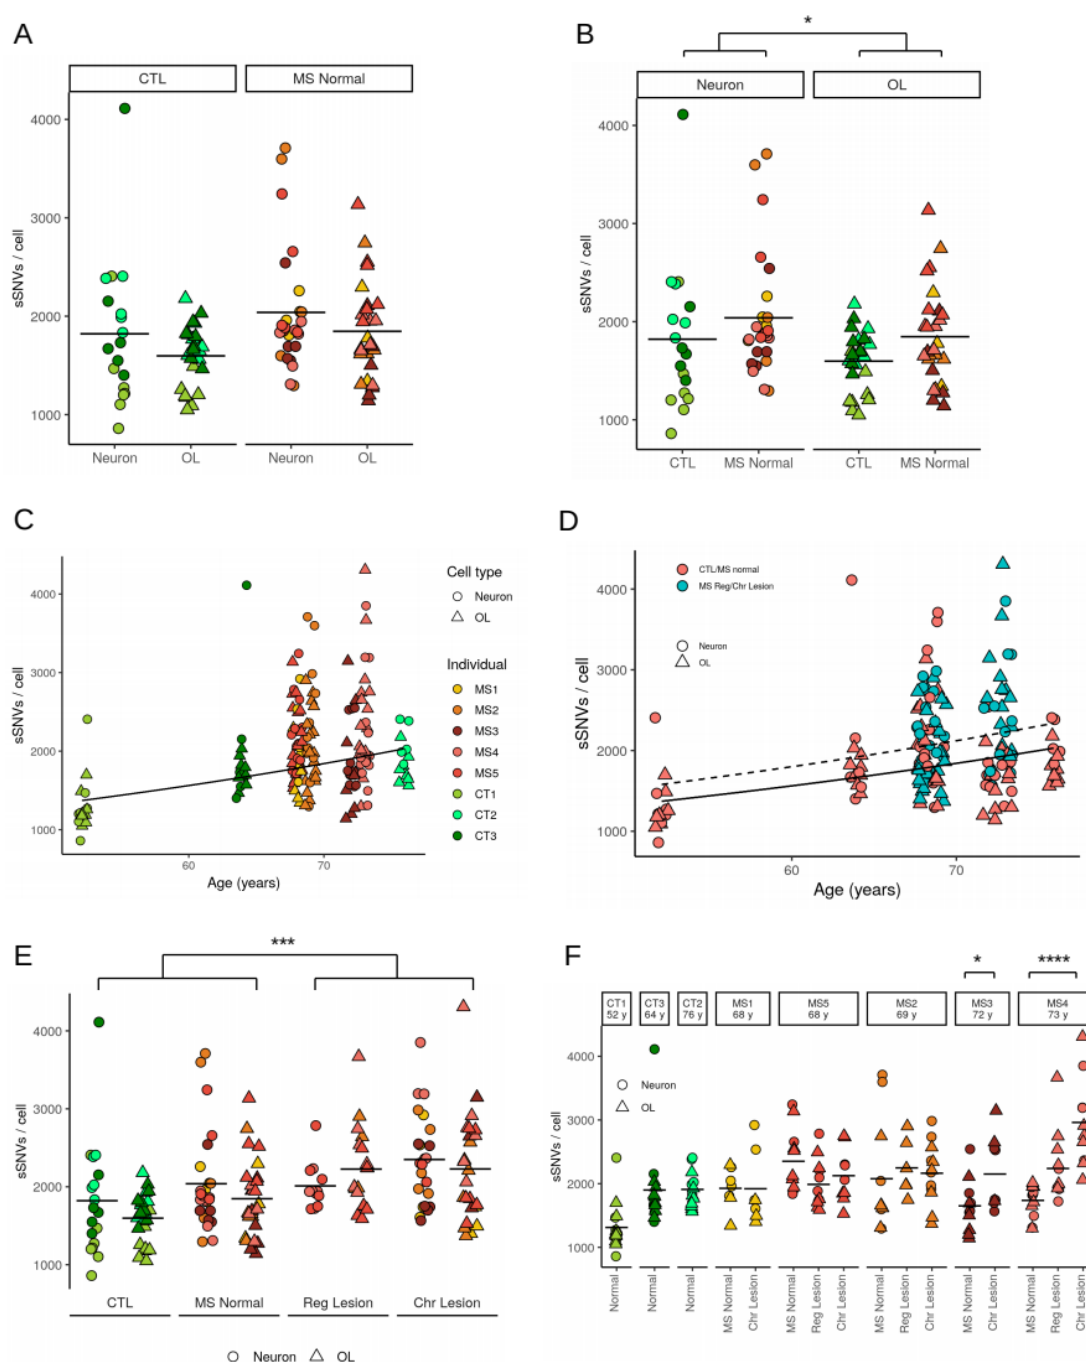 A
CTL
MS Normal
sSNVs / cell
4000
3000
2000
1000
Neuron
OL
Neuron
OL
B
*
Neuron
OL
sSNVs / cell
4000
3000
2000
1000
CTL
MS Normal
CTL
MS Normal
C
sSNVs / cell
4000
3000
2000
1000
60
70
Age (years)
Cell type
Neuron
OL
Individual
MS1
MS2
MS3
MS4
MS5
CT1
CT2
CT3
D
sSNVs / cell
4000
3000
2000
1000
CTL/MS normal
MS Reg/Chr Lesion
Neuron
OL
60
70
Age (years)
E
***
sSNVs / cell
4000
3000
2000
1000
CTL
MS Normal
Reg Lesion
Chr Lesion
Neuron
OL
F
*
****
CT1
52 y
CT3
64 y
CT2
76 y
MS1
68 y
MS5
68 y
MS2
69 y
MS3
72 y
MS4
73 y
sSNVs / cell
4000
3000
2000
1000
Neuron
OL
Normal
Normal
Normal
MS Normal
Chr Lesion
MS Normal
Reg Lesion
Chr Lesion
MS Normal
Reg Lesion
Chr Lesion
MS Normal
Chr Lesion
MS Normal
Reg Lesion
Chr Lesion